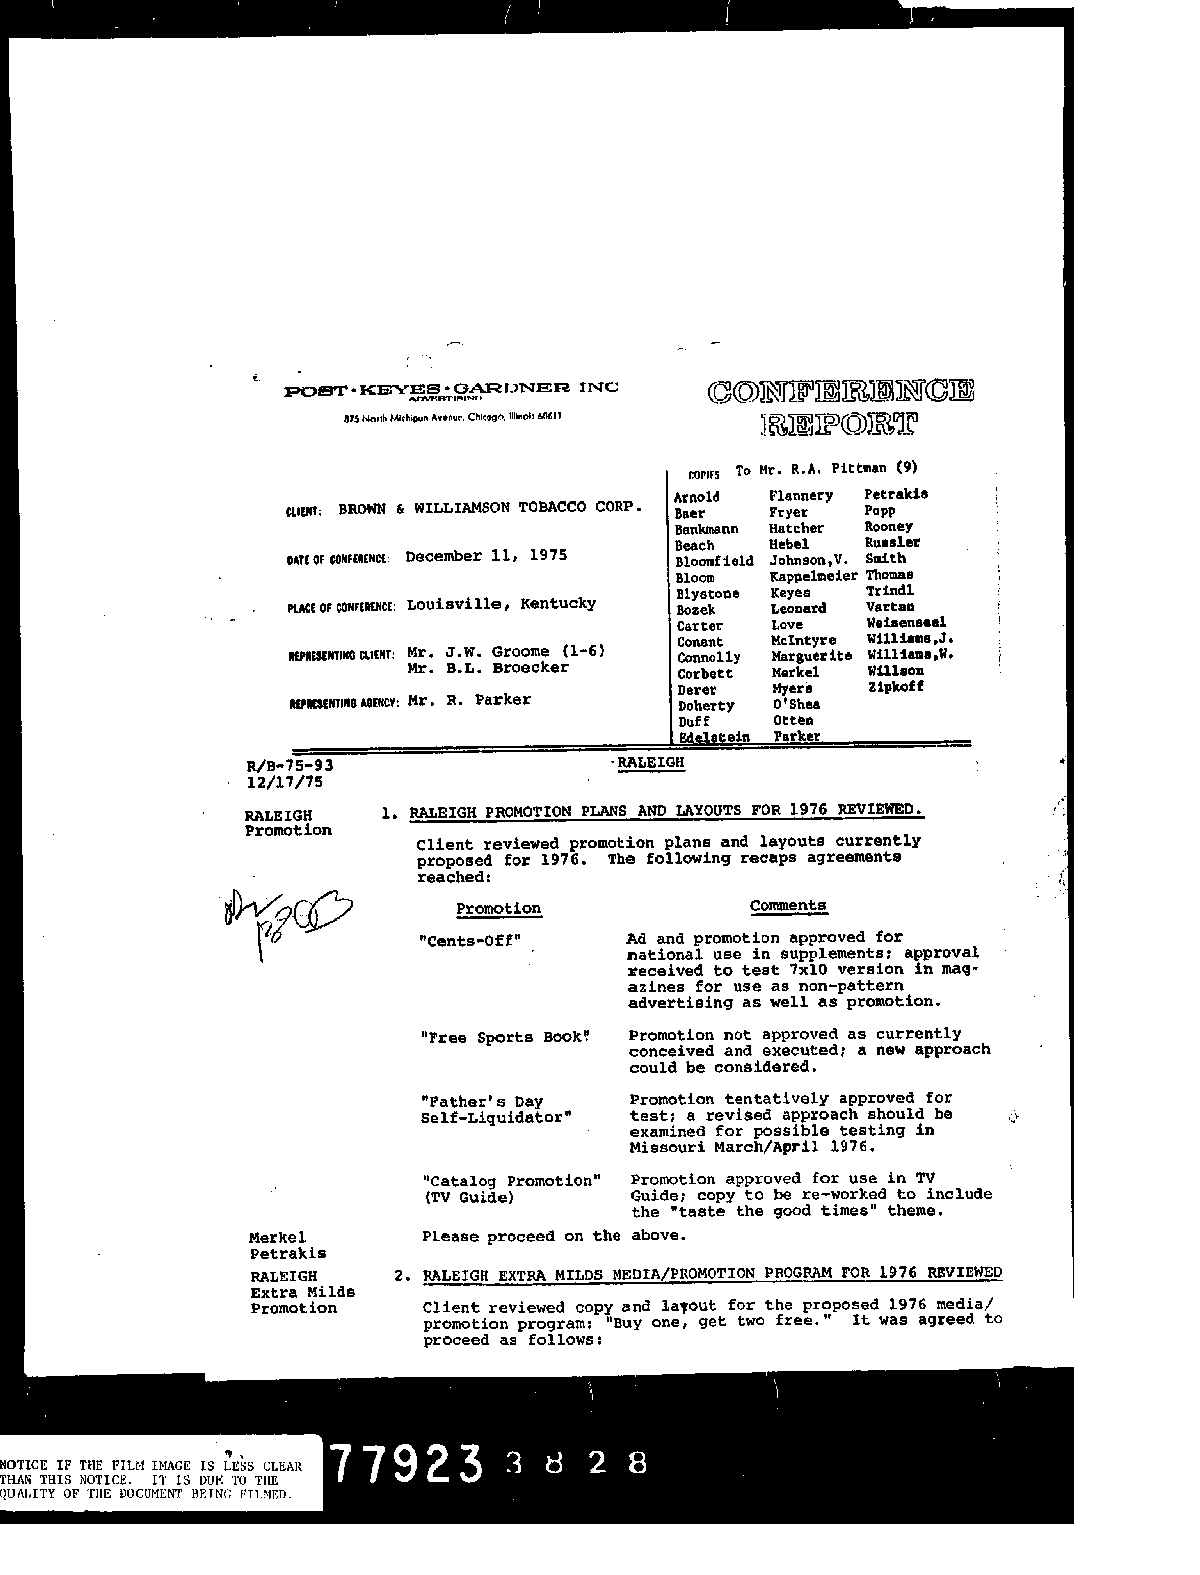 POST·KEYES·GARDNER INC
ADVERTISING
875 North Michigan Avenue, Chicago, Illinois 60611
CONFERENCE
REPORT
COPIES To Mr. R.A. Pittman (9)
CLIENT: BROWN & WILLIAMSON TOBACCO CORP.
DATE OF CONFERENCE: December 11, 1975
PLACE OF CONFERENCE: Louisville, Kentucky
REPRESENTING CLIENT: Mr. J.W. Groome (1-6)
Mr. B.L. Broecker
REPRESENTING AGENCY: Mr. R. Parker
Arnold Flannery Petrakis
Baer Fryer Popp
Bankmann Hatcher Rooney
Beach Hebel Russler
Bloomfield Johnson,V. Smith
Bloom Kappelmeier Thomas
Blystone Keyes Trindl
Bozek Leonard Vartan
Carter Love Weisensel
Conant McIntyre Williams,J.
Connolly Marguerite Williams,W.
Corbett Merkel Willson
Derer Myers Zipkoff
Doherty O'Shea
Duff Otten
Edelstein Parker
R/B-75-93
12/17/75
RALEIGH
RALEIGH
Promotion
1. RALEIGH PROMOTION PLANS AND LAYOUTS FOR 1976 REVIEWED.
Client reviewed promotion plans and layouts currently
proposed for 1976. The following recaps agreements
reached:
Promotion Comments
"Cents-Off" Ad and promotion approved for
national use in supplements; approval
received to test 7x10 version in mag-
azines for use as non-pattern
advertising as well as promotion.
"Free Sports Book" Promotion not approved as currently
conceived and executed; a new approach
could be considered.
"Father's Day Promotion tentatively approved for
Self-Liquidator" test; a revised approach should be
examined for possible testing in
Missouri March/April 1976.
"Catalog Promotion" Promotion approved for use in TV
(TV Guide) Guide; copy to be re-worked to include
the "taste the good times" theme.
Merkel Please proceed on the above.
Petrakis
RALEIGH
Extra Milds
Promotion
2. RALEIGH EXTRA MILDS MEDIA/PROMOTION PROGRAM FOR 1976 REVIEWED
Client reviewed copy and layout for the proposed 1976 media/
promotion program: "Buy one, get two free." It was agreed to
proceed as follows:
NOTICE IF THE FILM IMAGE IS LESS CLEAR
THAN THIS NOTICE. IT IS DUE TO THE
QUALITY OF THE DOCUMENT BEING FILMED.
77923 3828